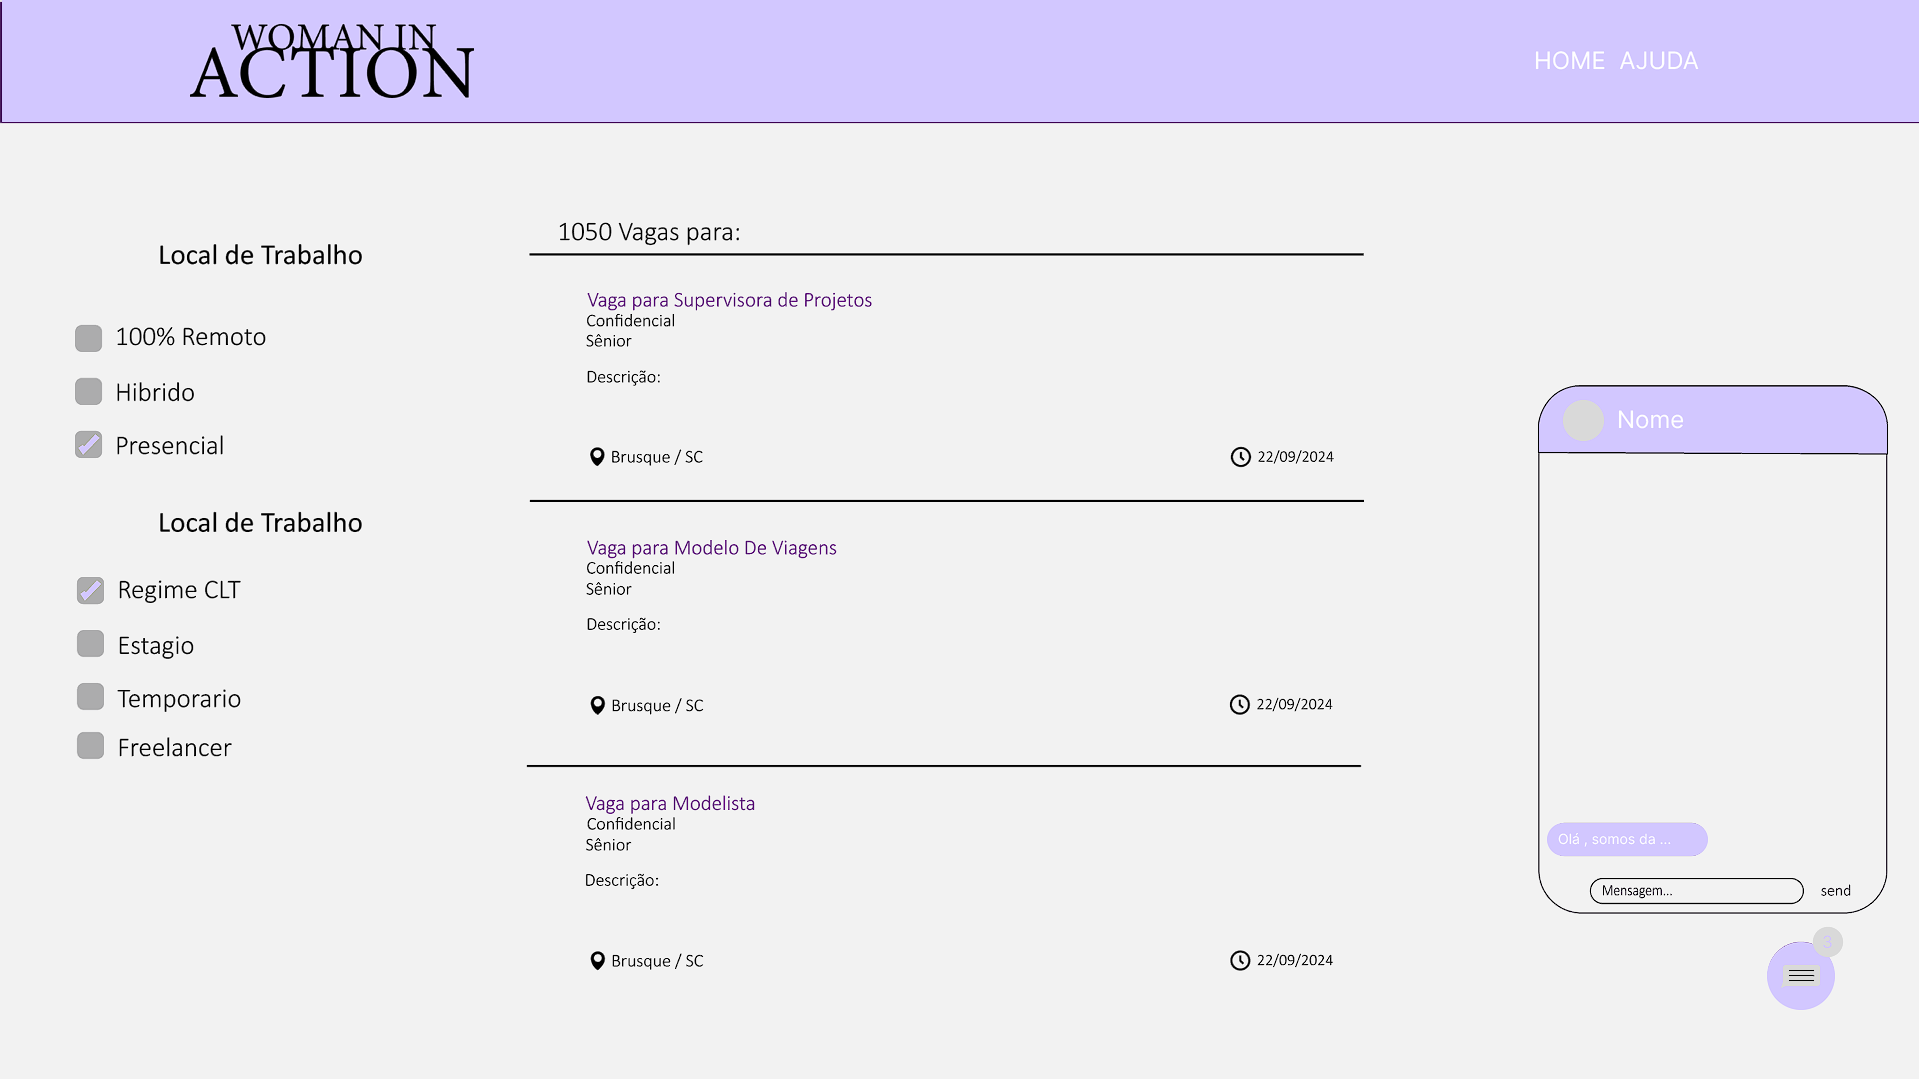 WOMAN IN
ACTION
HOME AJUDA
Local de Trabalho
100% Remoto
Hibrido
Presencial
Local de Trabalho
Regime CLT
Estagio
Temporario
Freelancer
1050 Vagas para:
Vaga para Supervisora de Projetos
Confidencial
Sênior
Descrição:
Brusque / SC
22/09/2024
Vaga para Modelo De Viagens
Confidencial
Sênior
Descrição:
Brusque / SC
22/09/2024
Vaga para Modelista
Confidencial
Sênior
Descrição:
Brusque / SC
22/09/2024
Nome
Olá , somos da ...
Mensagem...
send
3